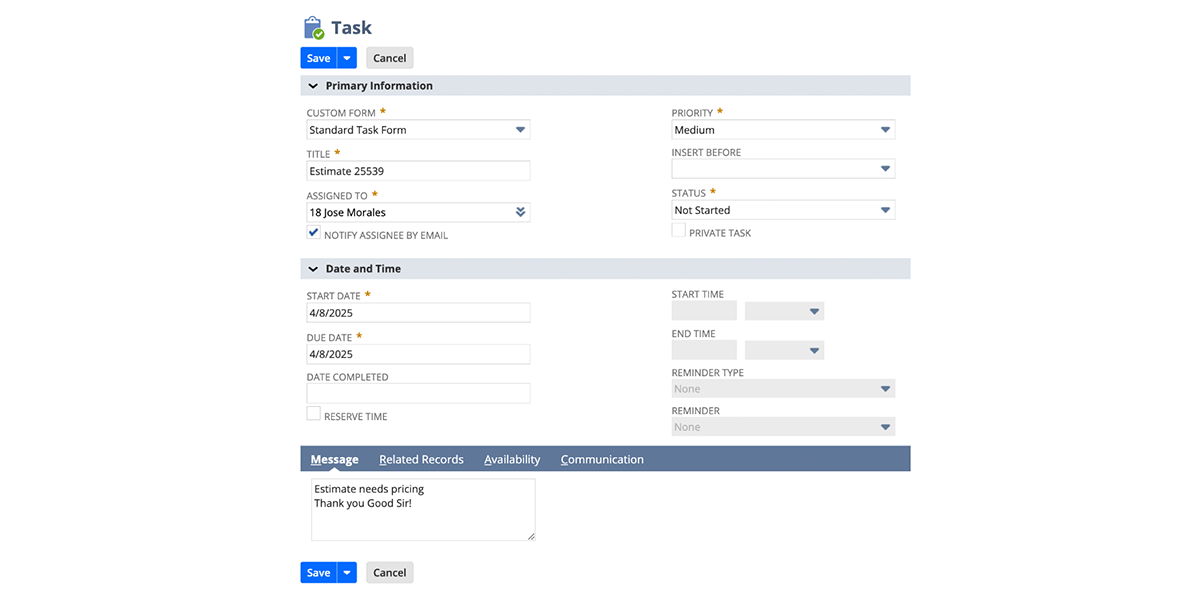 Task
Save
Cancel
Primary Information
CUSTOM FORM *
Standard Task Form
TITLE *
Estimate 25539
ASSIGNED TO *
18 Jose Morales
NOTIFY ASSIGNEE BY EMAIL
PRIORITY *
Medium
INSERT BEFORE
STATUS *
Not Started
PRIVATE TASK
Date and Time
START DATE *
4/8/2025
DUE DATE *
4/8/2025
DATE COMPLETED
RESERVE TIME
START TIME
END TIME
REMINDER TYPE
None
REMINDER
None
Message Related Records Availability Communication
Estimate needs pricing
Thank you Good Sir!
Save
Cancel